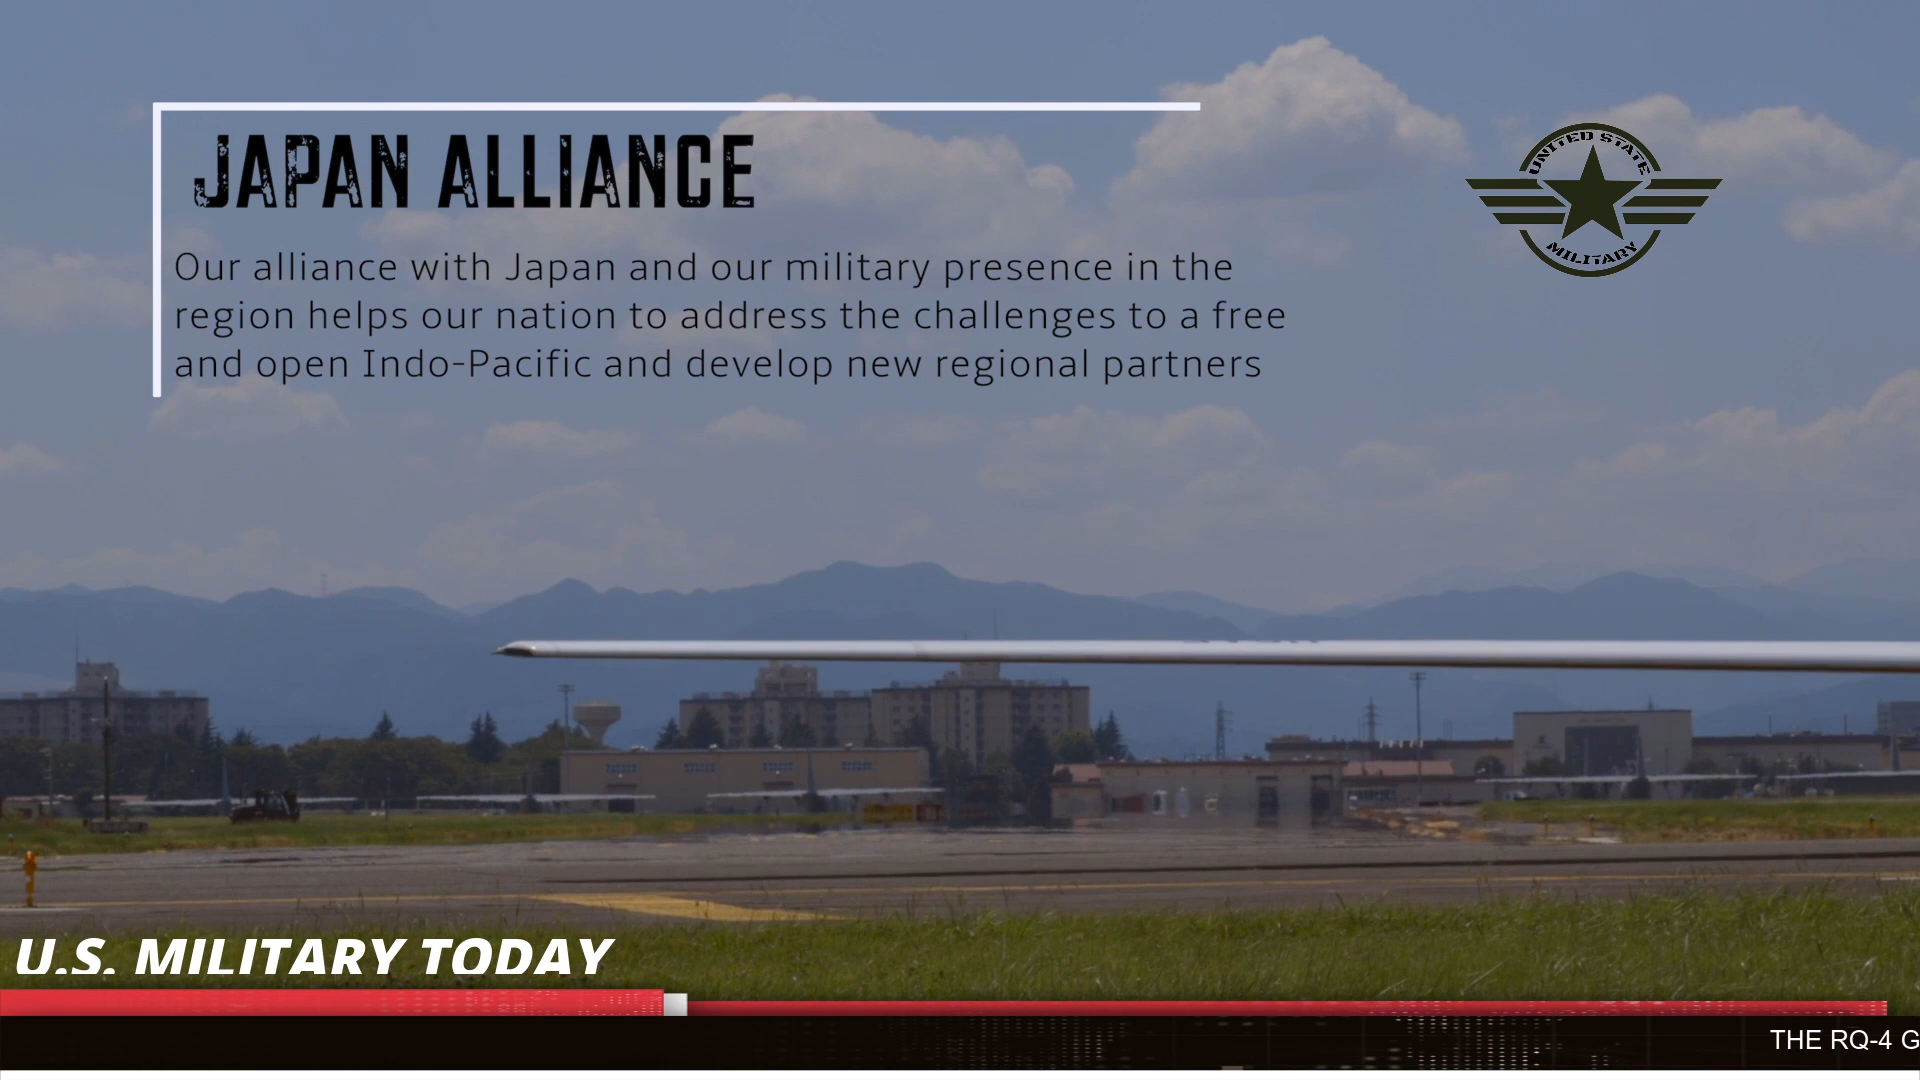 JAPAN ALLIANCE
UNITED STATE
MILITARY
Our alliance with Japan and our military presence in the
region helps our nation to address the challenges to a free
and open Indo-Pacific and develop new regional partners
U.S. MILITARY TODAY
THE RQ-4 G